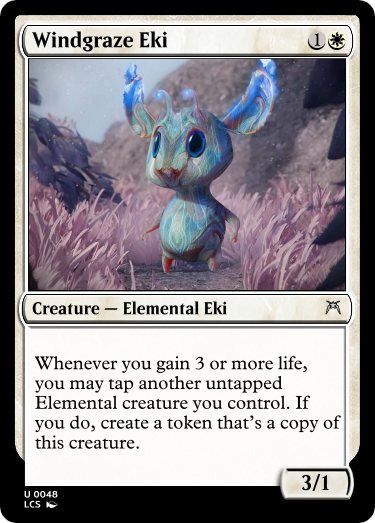 Windgraze Eki 1
Creature — Elemental Eki
Whenever you gain 3 or more life,
you may tap another untapped
Elemental creature you control. If
you do, create a token that's a copy of
this creature.
3/1
U 0048
LCS